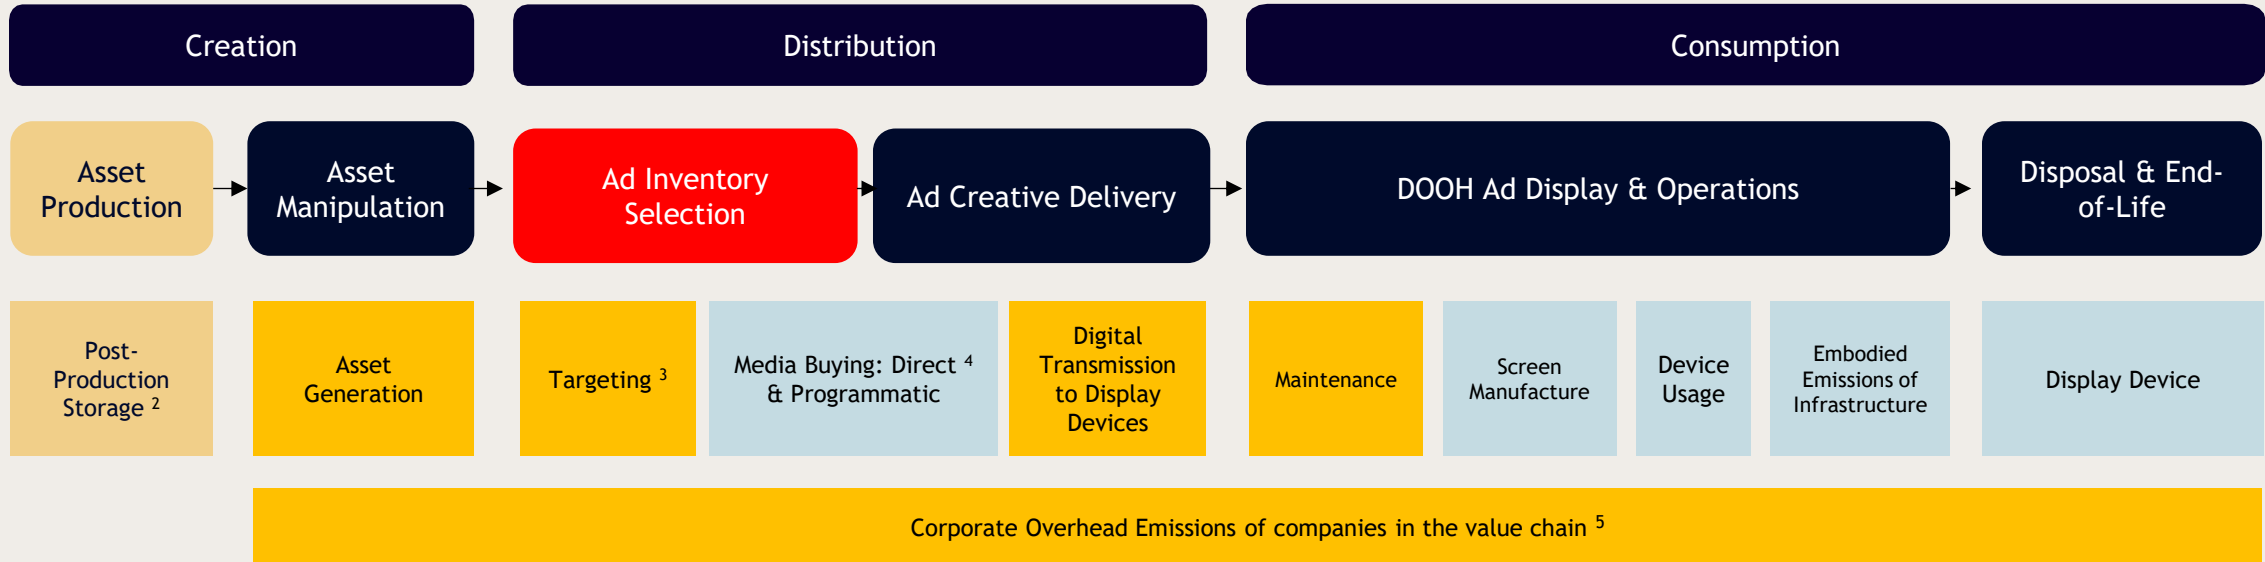 Creation
Distribution
Consumption
Asset
Production
Asset
Manipulation
Ad Inventory
Selection
Ad Creative Delivery
DOOH Ad Display & Operations
Disposal & End-
of-Life
Post-
Production
Storage 2
Asset
Generation
Targeting 3
Media Buying: Direct 4
& Programmatic
Digital
Transmission
to Display
Devices
Maintenance
Screen
Manufacture
Device
Usage
Embodied
Emissions of
Infrastructure
Display Device
Corporate Overhead Emissions of companies in the value chain 5